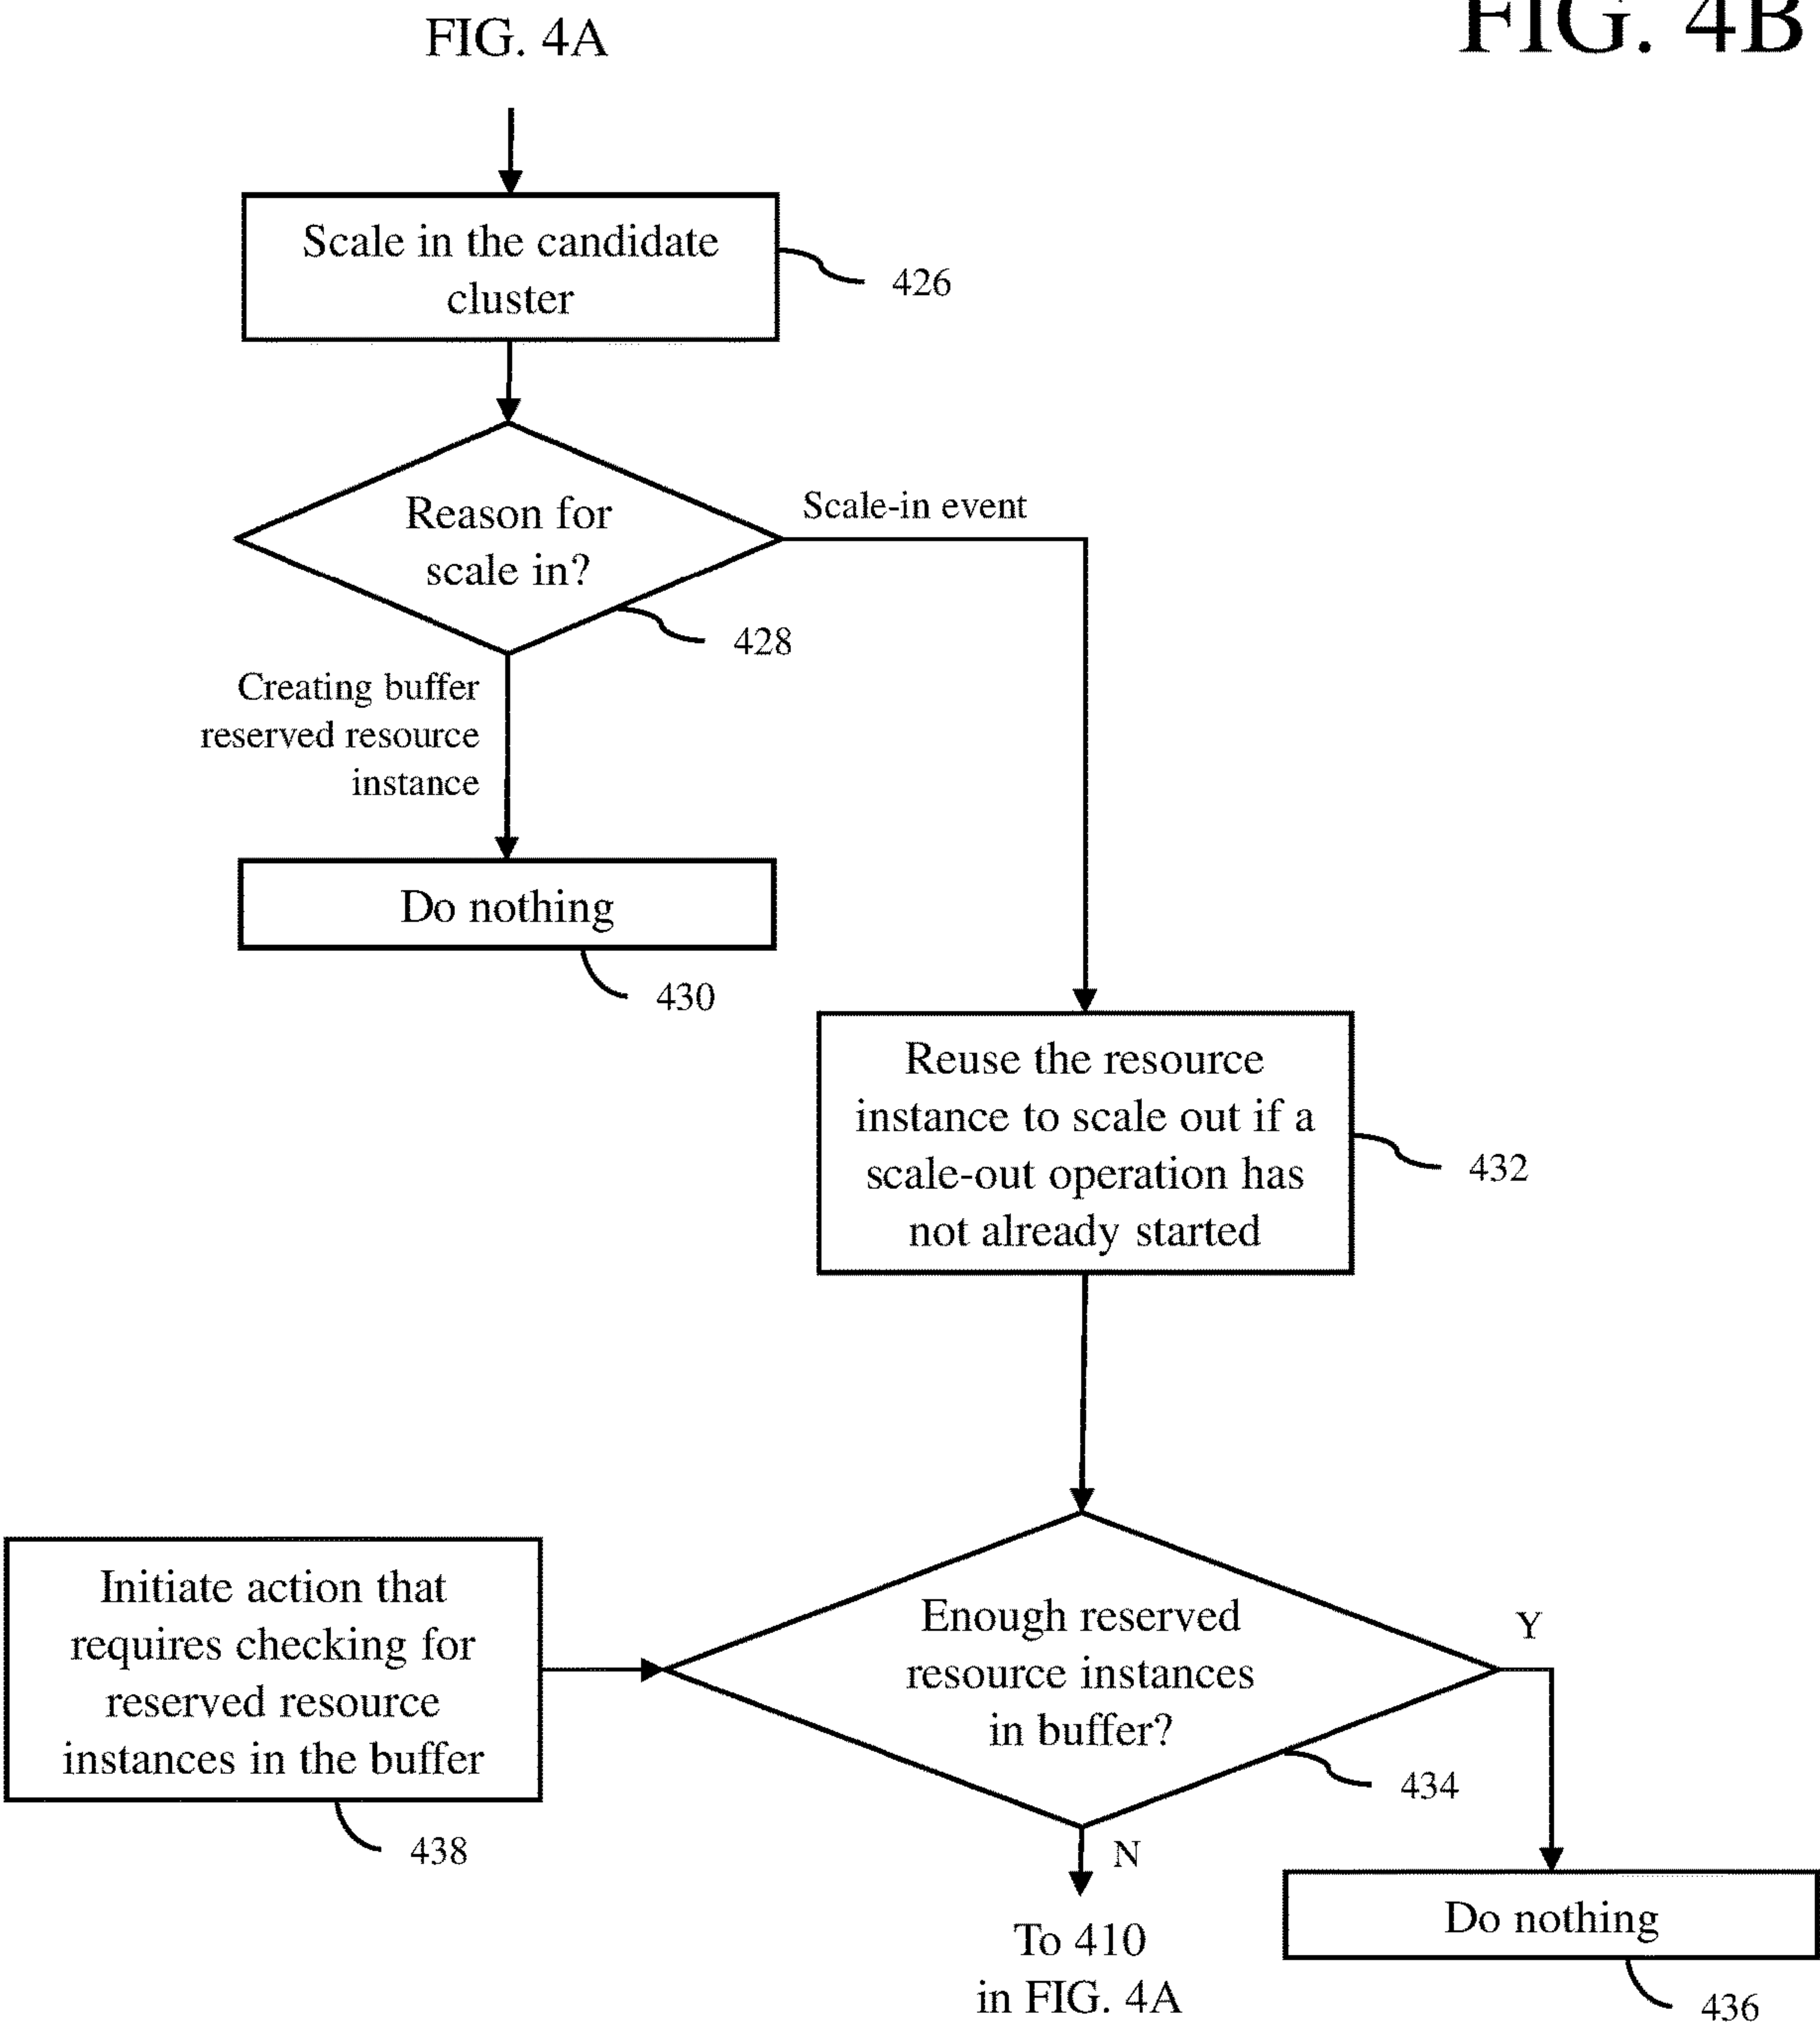 FIG. 4A
FIG. 4B
Scale in the candidate
cluster
426
Reason for
scale in?
Scale-in event
428
Creating buffer
reserved resource
instance
Do nothing
430
Reuse the resource
instance to scale out if a
scale-out operation has
not already started
432
Initiate action that
requires checking for
reserved resource
instances in the buffer
438
Enough reserved
resource instances
in buffer?
Y
434
N
To 410
in FIG. 4A
Do nothing
436